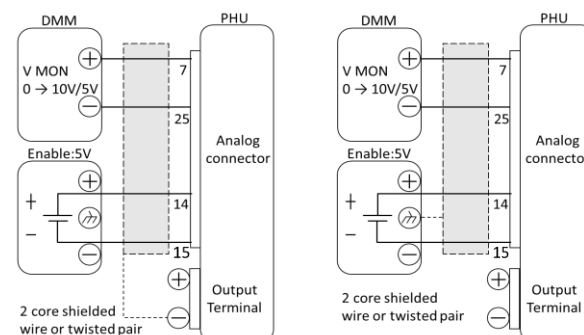 DMM
PHU
V MON
0 → 10V/5V
+
7
−
25
Analog
connector
Enable:5V
+
+
−
14
−
15
+
Output
Terminal
−
2 core shielded
wire or twisted pair
DMM
PHU
V MON
0 → 10V/5V
+
7
−
25
Analog
connecto
Enable:5V
+
+
−
14
−
15
+
Output
Terminal
−
2 core shielded
wire or twisted pair